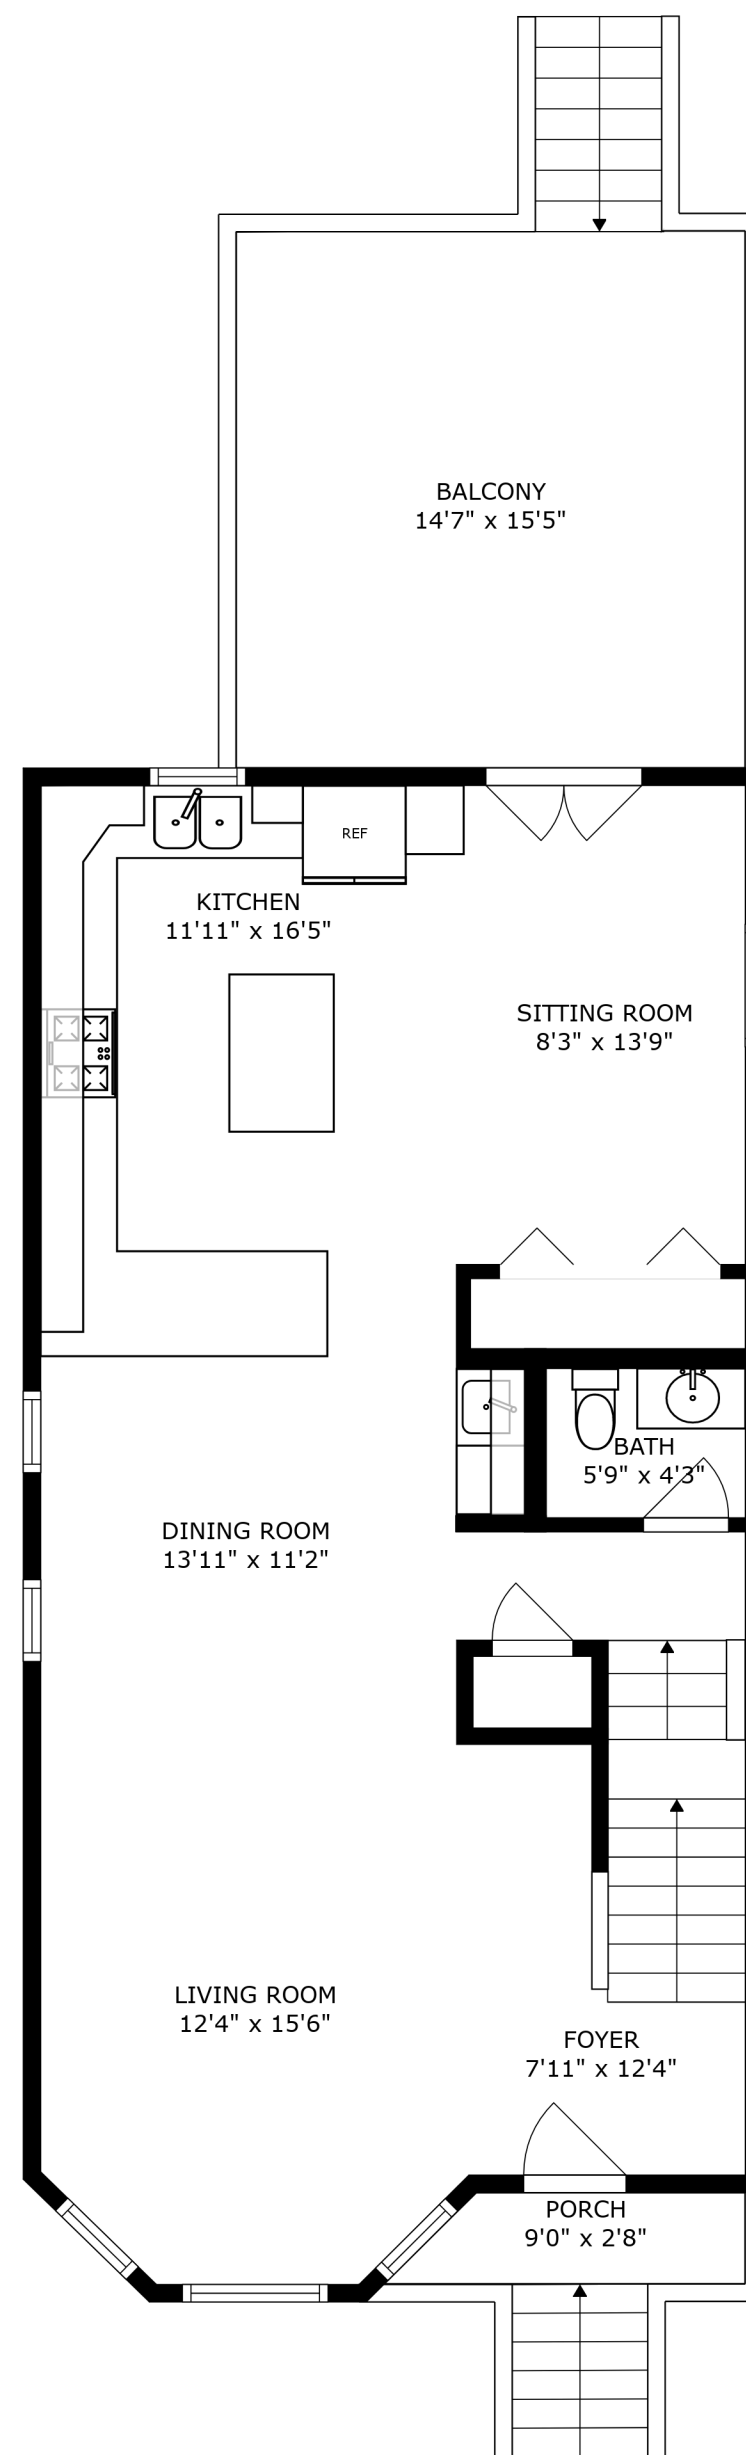 BALCONY
14'7" x 15'5"
REF
KITCHEN
11'11" x 16'5"
SITTING ROOM
8'3" x 13'9"
BATH
5'9" x 4'3"
DINING ROOM
13'11" x 11'2"
LIVING ROOM
12'4" x 15'6"
FOYER
7'11" x 12'4"
PORCH
9'0" x 2'8"